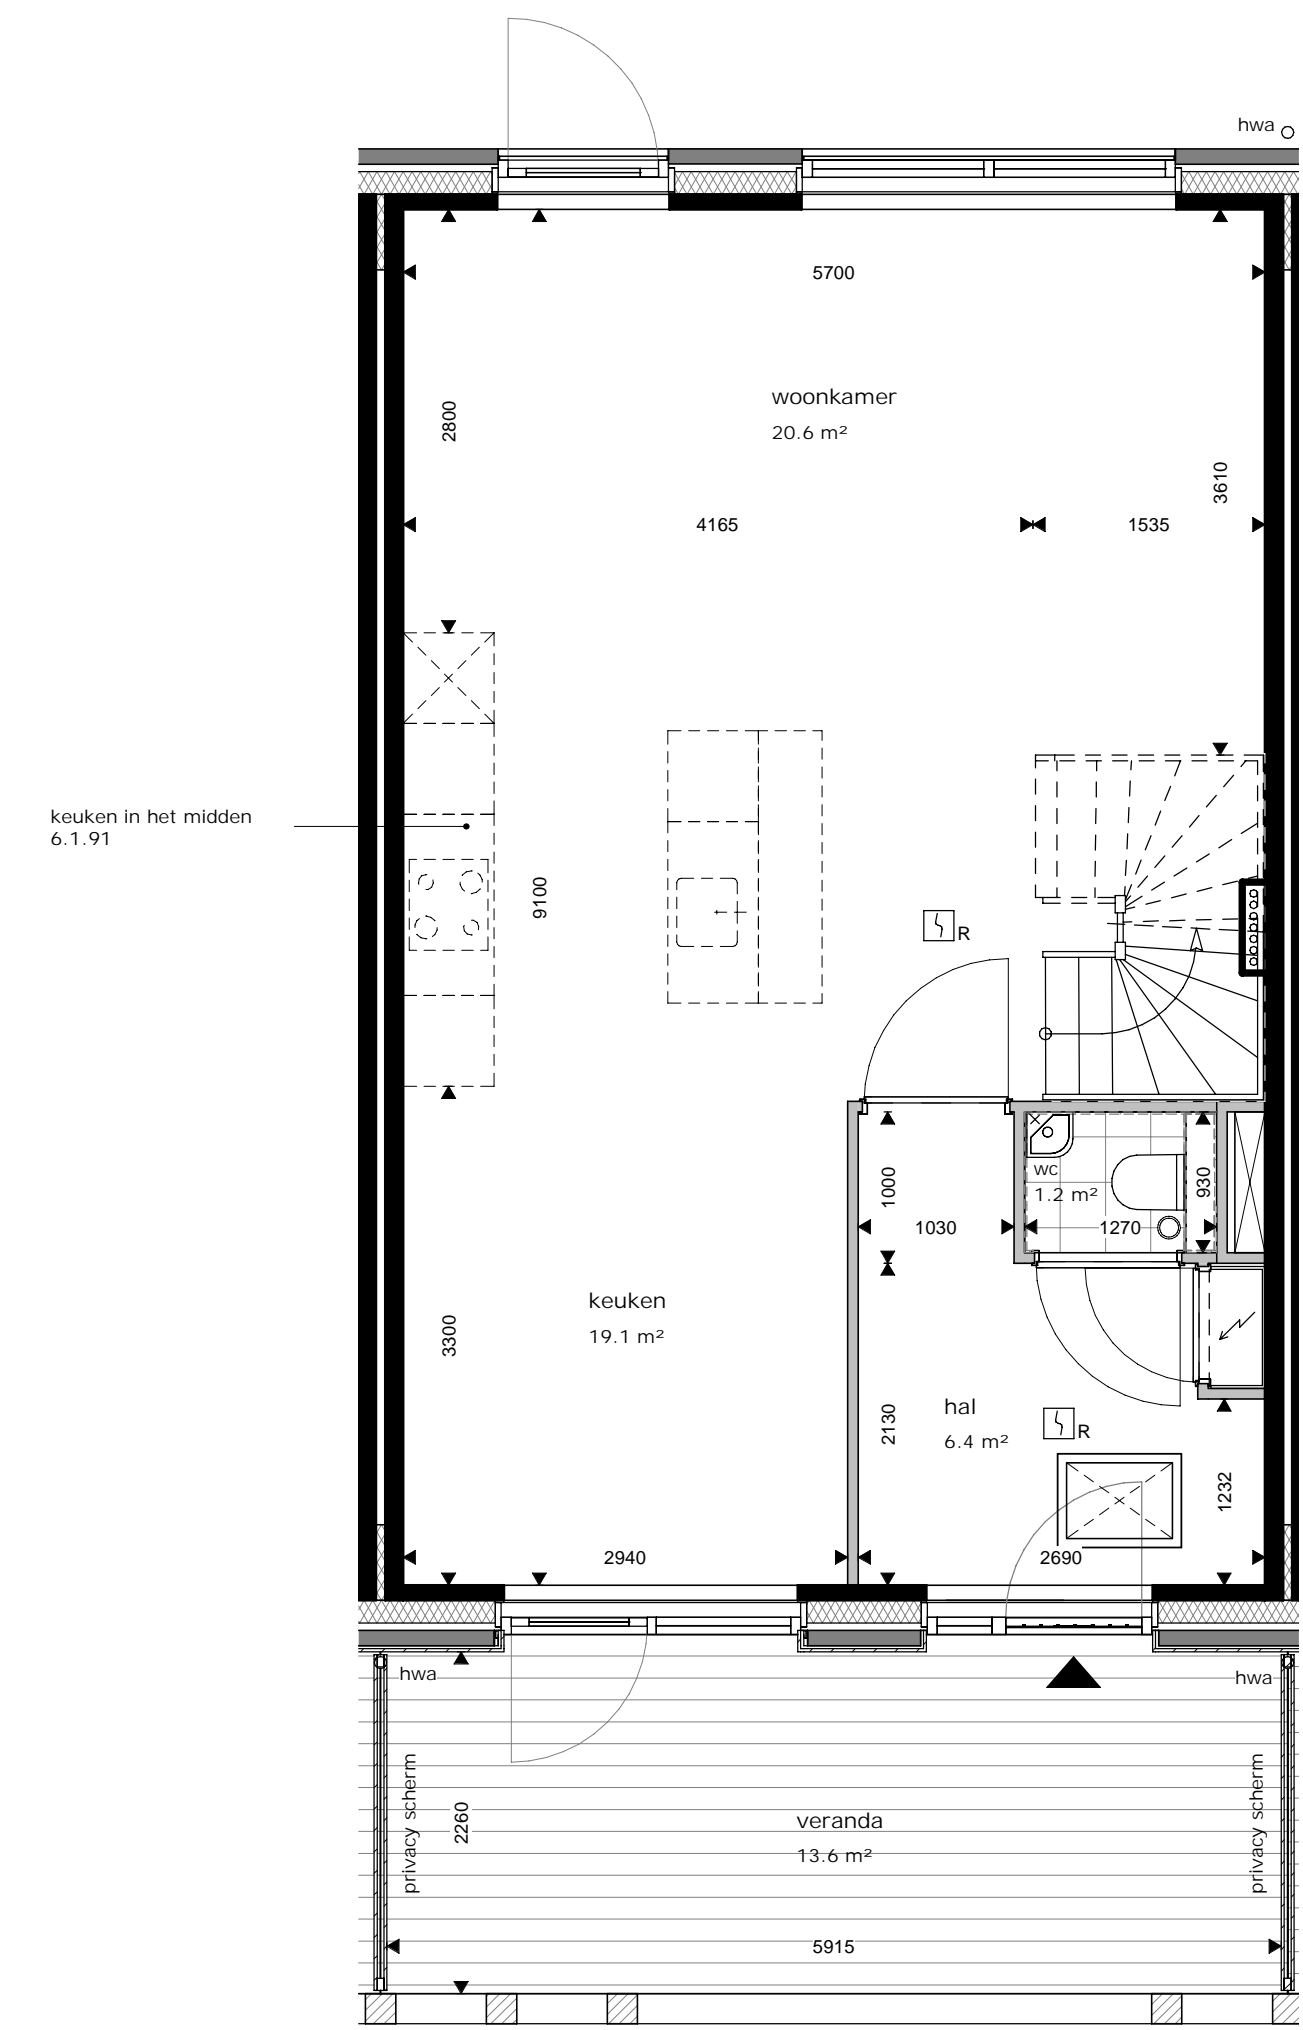 hwa
5700
woonkamer
20.6 m²
2800
3610
4165
1535
keuken in het midden
6.1.91
9100
R
wc
1.2 m²
1000
930
1030
1270
keuken
19.1 m²
3300
hal
6.4 m²
2130
R
1232
2940
2690
hwa
hwa
privacy scherm
privacy scherm
2260
veranda
13.6 m²
5915